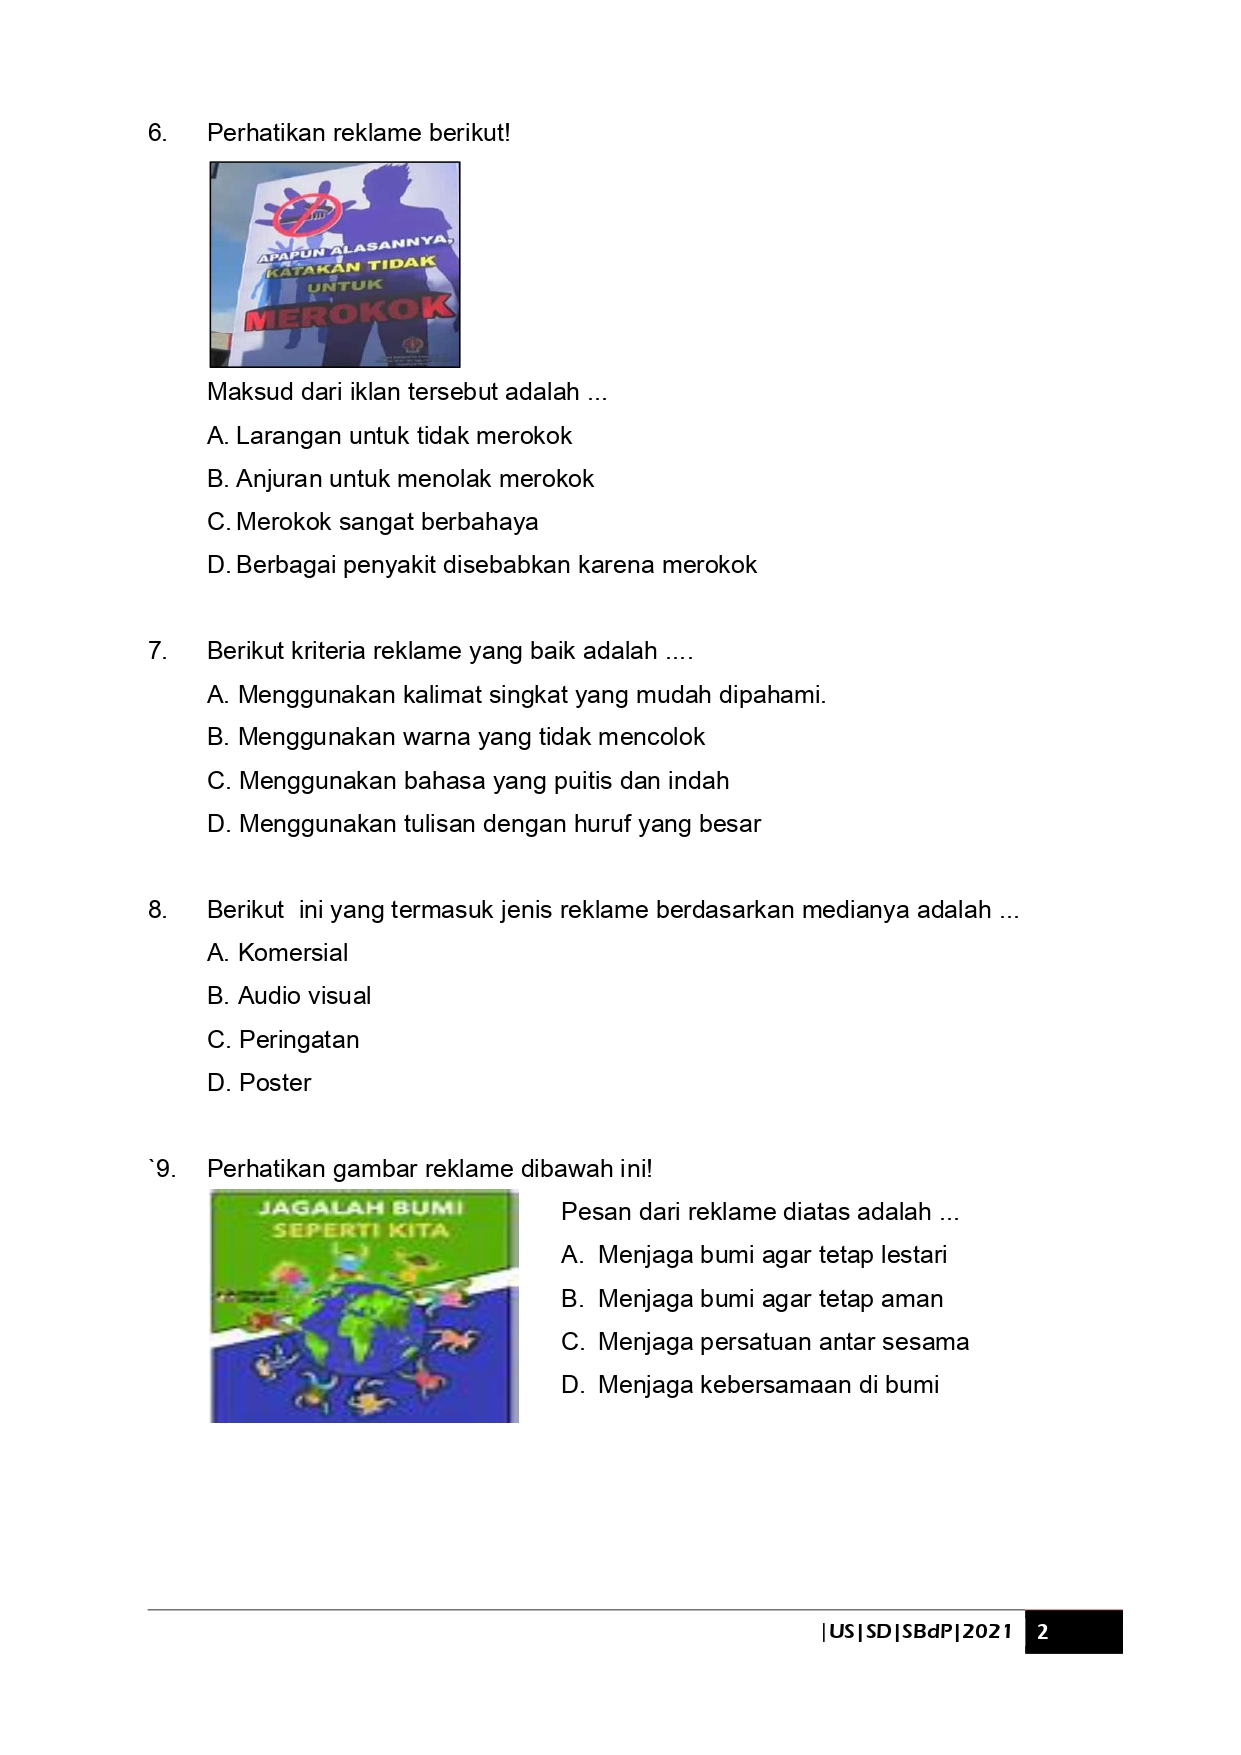 6. Perhatikan reklame berikut!
APAPUN ALASANNYA,
KATAKAN TIDAK
UNTUK
MEROKOK
Maksud dari iklan tersebut adalah ...
A. Larangan untuk tidak merokok
B. Anjuran untuk menolak merokok
C. Merokok sangat berbahaya
D. Berbagai penyakit disebabkan karena merokok
7. Berikut kriteria reklame yang baik adalah ....
A. Menggunakan kalimat singkat yang mudah dipahami.
B. Menggunakan warna yang tidak mencolok
C. Menggunakan bahasa yang puitis dan indah
D. Menggunakan tulisan dengan huruf yang besar
8. Berikut  ini yang termasuk jenis reklame berdasarkan medianya adalah ...
A. Komersial
B. Audio visual
C. Peringatan
D. Poster
`9. Perhatikan gambar reklame dibawah ini!
JAGALAH BUMI
SEPERTI KITA
Pesan dari reklame diatas adalah ...
A. Menjaga bumi agar tetap lestari
B. Menjaga bumi agar tetap aman
C. Menjaga persatuan antar sesama
D. Menjaga kebersamaan di bumi
|US|SD|SBdP|2021 2